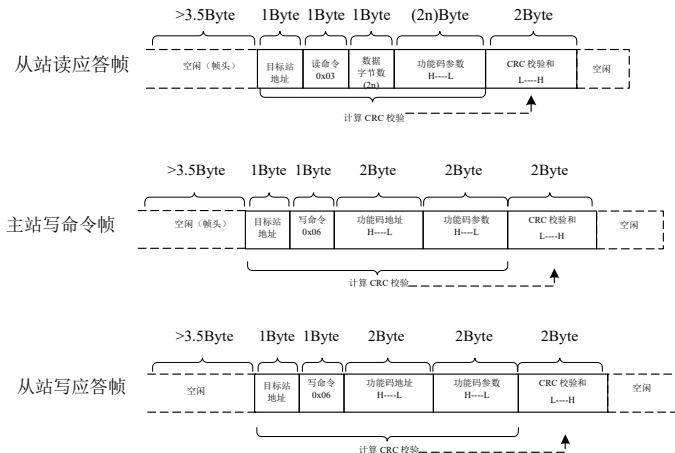 >3.5Byte 1Byte 1Byte 1Byte (2n)Byte 2Byte
从站读应答帧
空闲（帧头） 目标站 地址 读命令 0x03 数据 字节数 (2n) 功能码参数 H----L CRC 校验和 L----H 空闲
计算 CRC 校验
>3.5Byte 1Byte 1Byte 2Byte 2Byte 2Byte
主站写命令帧
空闲（帧头） 目标站 地址 写命令 0x06 功能码地址 H----L 功能码参数 H----L CRC 校验和 L----H 空闲
计算 CRC 校验
>3.5Byte 1Byte 1Byte 2Byte 2Byte 2Byte
从站写应答帧
空闲 目标站 地址 写命令 0x06 功能码地址 H----L 功能码参数 H----L CRC 校验和 L----H 空闲
计算 CRC 校验